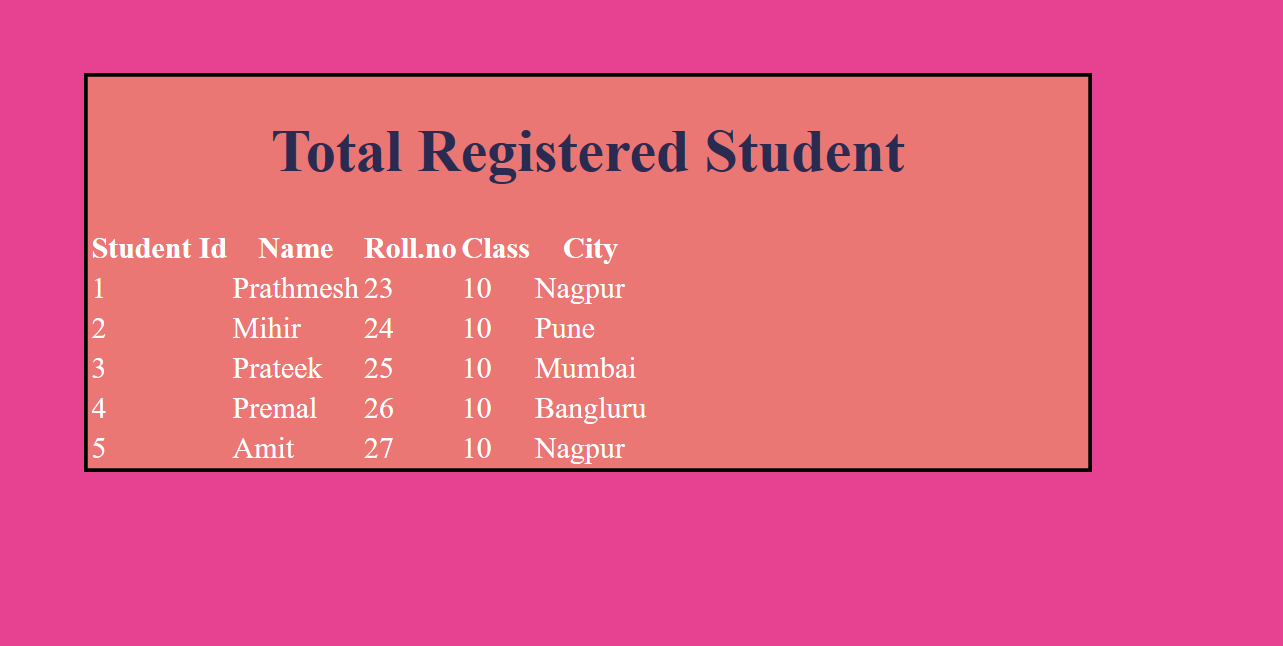 Total Registered Student
Student Id Name Roll.no Class City
1 Prathmesh 23 10 Nagpur
2 Mihir 24 10 Pune
3 Prateek 25 10 Mumbai
4 Premal 26 10 Bangluru
5 Amit 27 10 Nagpur